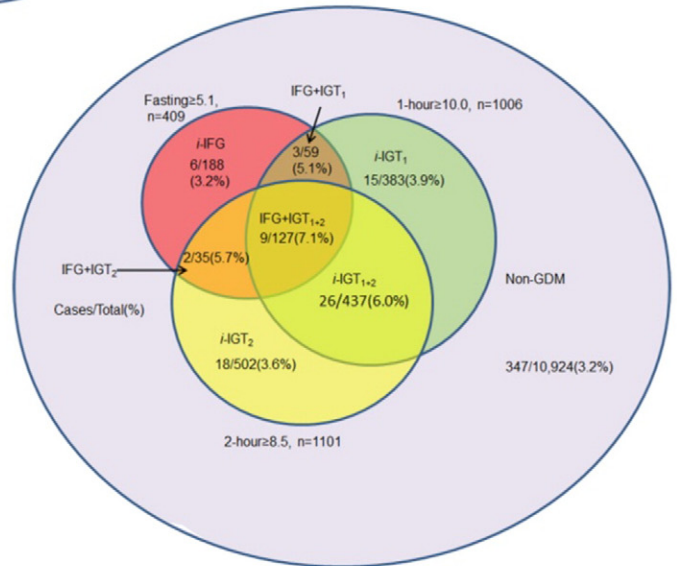 IFG+IGT1
Fasting≥5.1,
n=409
1-hour≥10.0, n=1006
i-IFG
6/188
(3.2%)
3/59
(5.1%)
i-IGT1
15/383(3.9%)
IFG+IGT1+2
9/127(7.1%)
2/35(5.7%)
IFG+IGT2
i-IGT1+2
26/437(6.0%)
Non-GDM
Cases/Total(%)
i-IGT2
18/502(3.6%)
347/10,924(3.2%)
2-hour≥8.5, n=1101